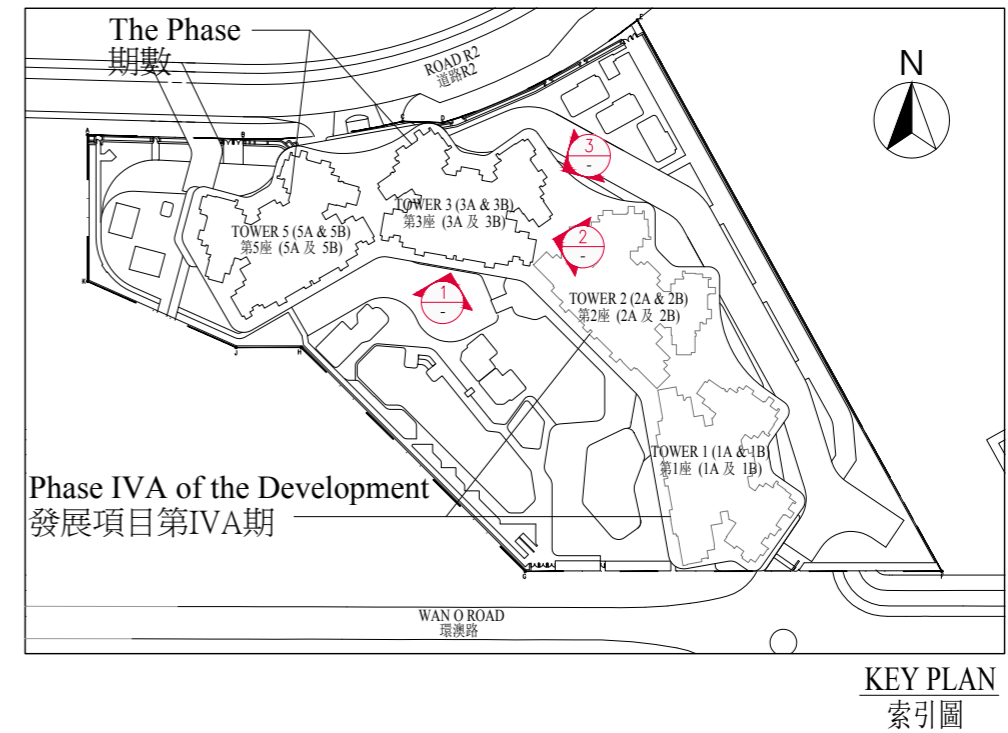 The Phase
期數
ROAD R2
道路R2
N
A
B
C
D
E
3
-
TOWER 3 (3A & 3B)
第3座 (3A 及 3B)
TOWER 5 (5A & 5B)
第5座 (5A 及 5B)
2
-
K
1
-
TOWER 2 (2A & 2B)
第2座 (2A 及 2B)
J
H
TOWER 1 (1A & 1B)
第1座 (1A 及 1B)
Phase IVA of the Development
發展項目第IVA期
G
F
WAN O ROAD
環澳路
KEY PLAN
索引圖